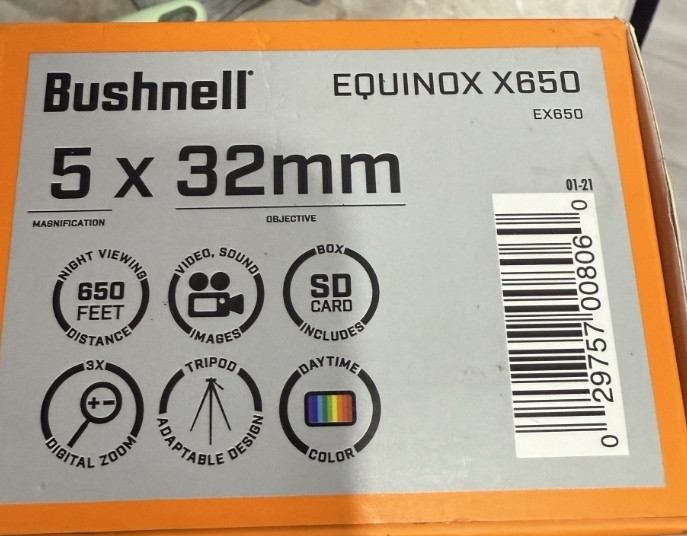 Bushnell®
EQUINOX X650
EX650
5 x 32mm
MAGNIFICATION
OBJECTIVE
01-21
NIGHT VIEWING
650
FEET
DISTANCE
VIDEO, SOUND
IMAGES
BOX
SD
CARD
INCLUDES
3X
+-
DIGITAL ZOOM
TRIPOD
ADAPTABLE DESIGN
DAYTIME
COLOR
0 29757 00806 0